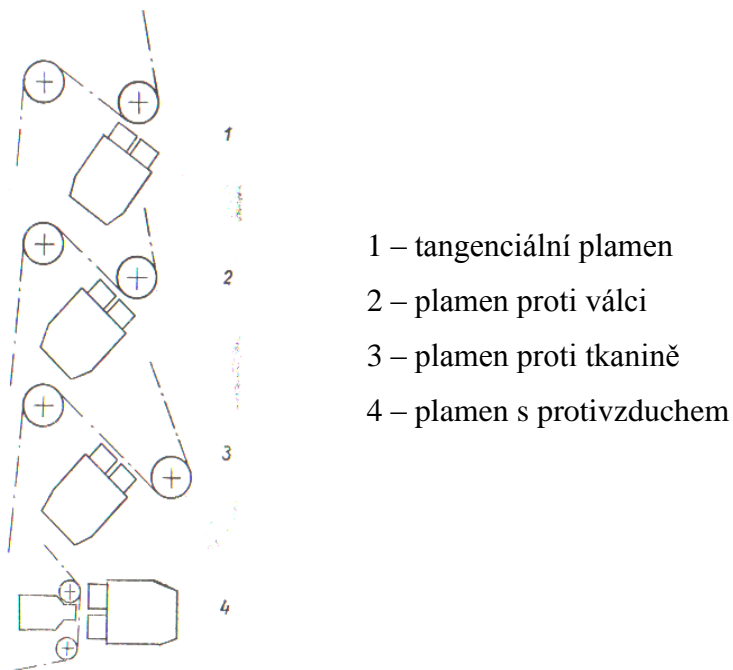 1
2
3
4
1 – tangenciální plamen
2 – plamen proti válci
3 – plamen proti tkanině
4 – plamen s protivzduchem